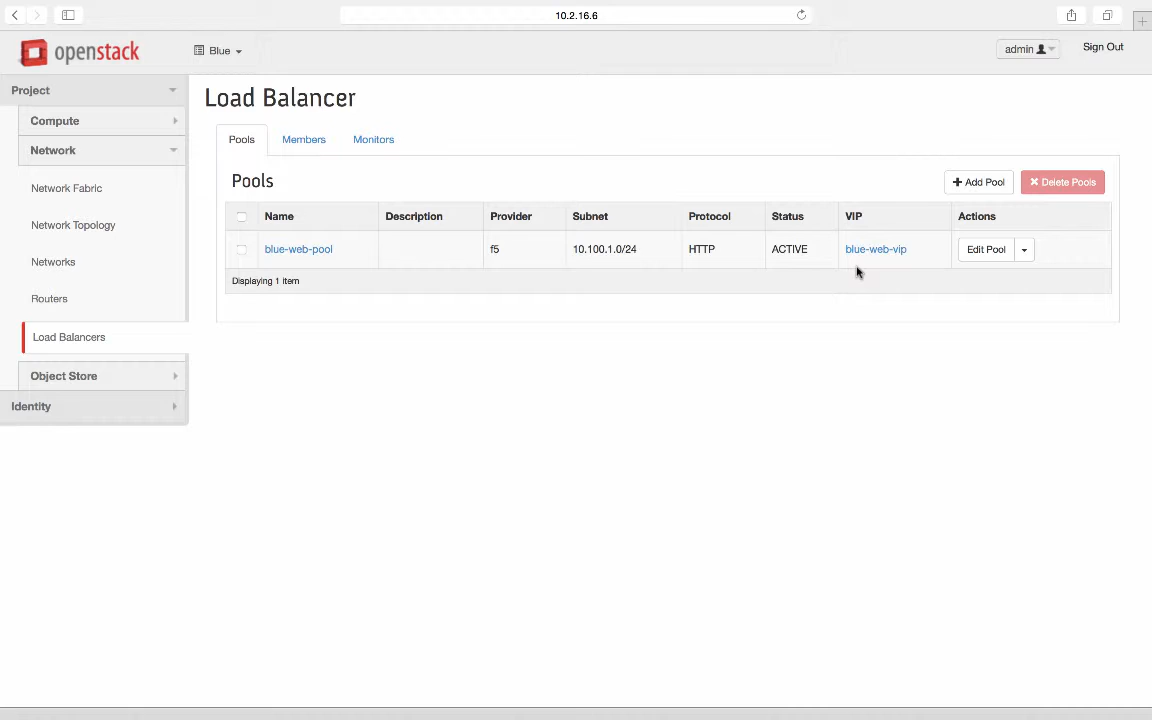 10.2.16.6
openstack
Blue
admin
Sign Out
Project
Compute
Network
Network Fabric
Network Topology
Networks
Routers
Load Balancers
Object Store
Identity
Load Balancer
Pools Members Monitors
Pools
+ Add Pool
Delete Pools
Name Description Provider Subnet Protocol Status VIP Actions
blue-web-pool f5 10.100.1.0/24 HTTP ACTIVE blue-web-vip Edit Pool
Displaying 1 item